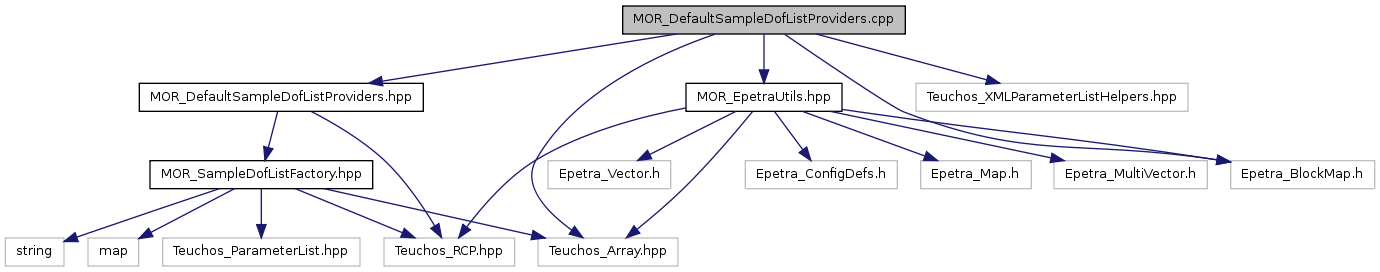 MOR_DefaultSampleDofListProviders.cpp
MOR_DefaultSampleDofListProviders.hpp
MOR_EpetraUtils.hpp
Teuchos_XMLParameterListHelpers.hpp
MOR_SampleDofListFactory.hpp
Epetra_Vector.h
Epetra_ConfigDefs.h
Epetra_Map.h
Epetra_MultiVector.h
Epetra_BlockMap.h
string
map
Teuchos_ParameterList.hpp
Teuchos_RCP.hpp
Teuchos_Array.hpp